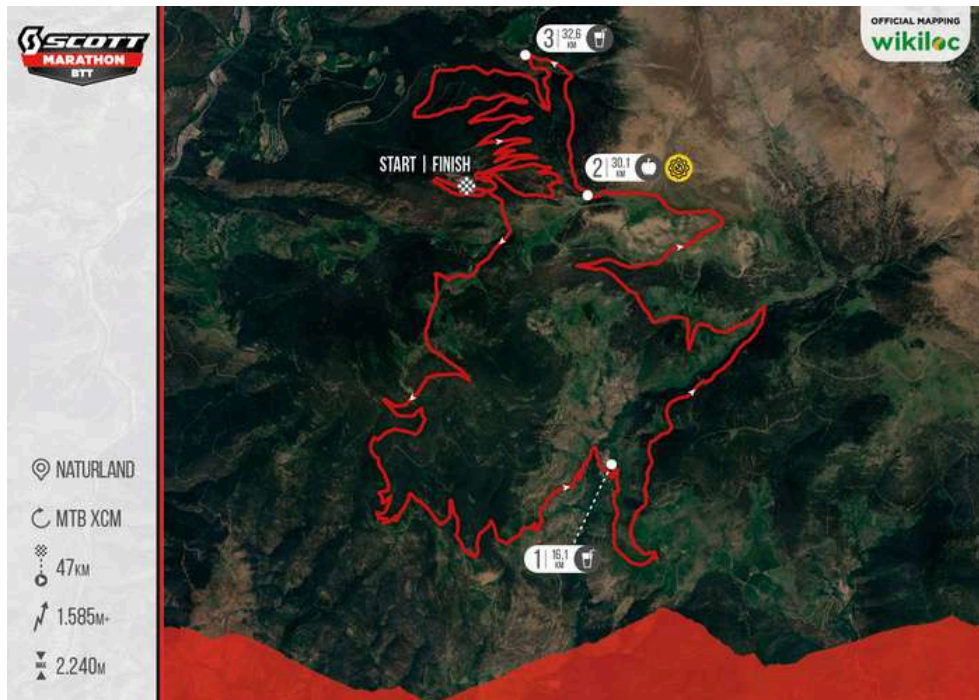 SCOTT
MARATHON
BTT
OFFICIAL MAPPING
wikiloc
3 | 32,6 KM
START | FINISH
2 | 30,1 KM
1 | 16,1 KM
NATURLAND
MTB XCM
47KM
1.585M+
MAX
2.240M